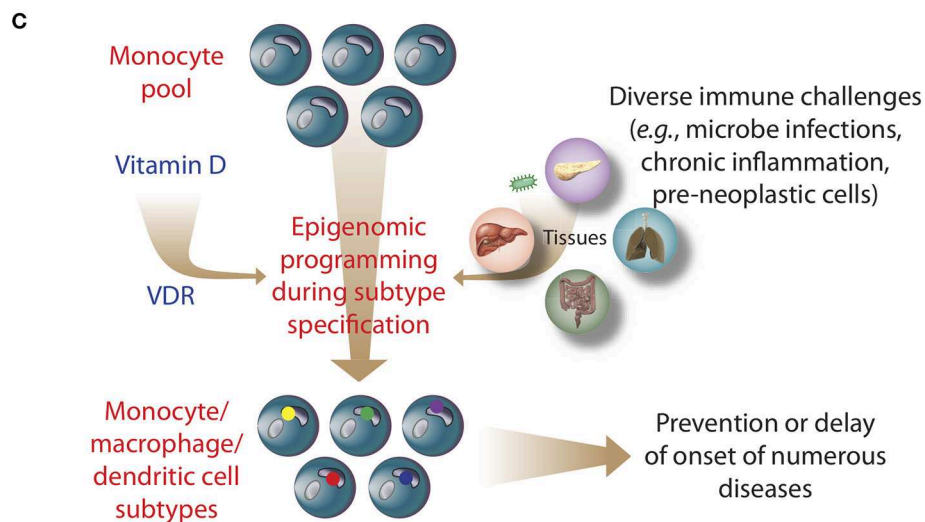 C
Monocyte
pool
Diverse immune challenges
(e.g., microbe infections,
chronic inflammation,
pre-neoplastic cells)
Vitamin D
VDR
Epigenomic
programming
during subtype
specification
Tissues
Monocyte/
macrophage/
dendritic cell
subtypes
Prevention or delay
of onset of numerous
diseases